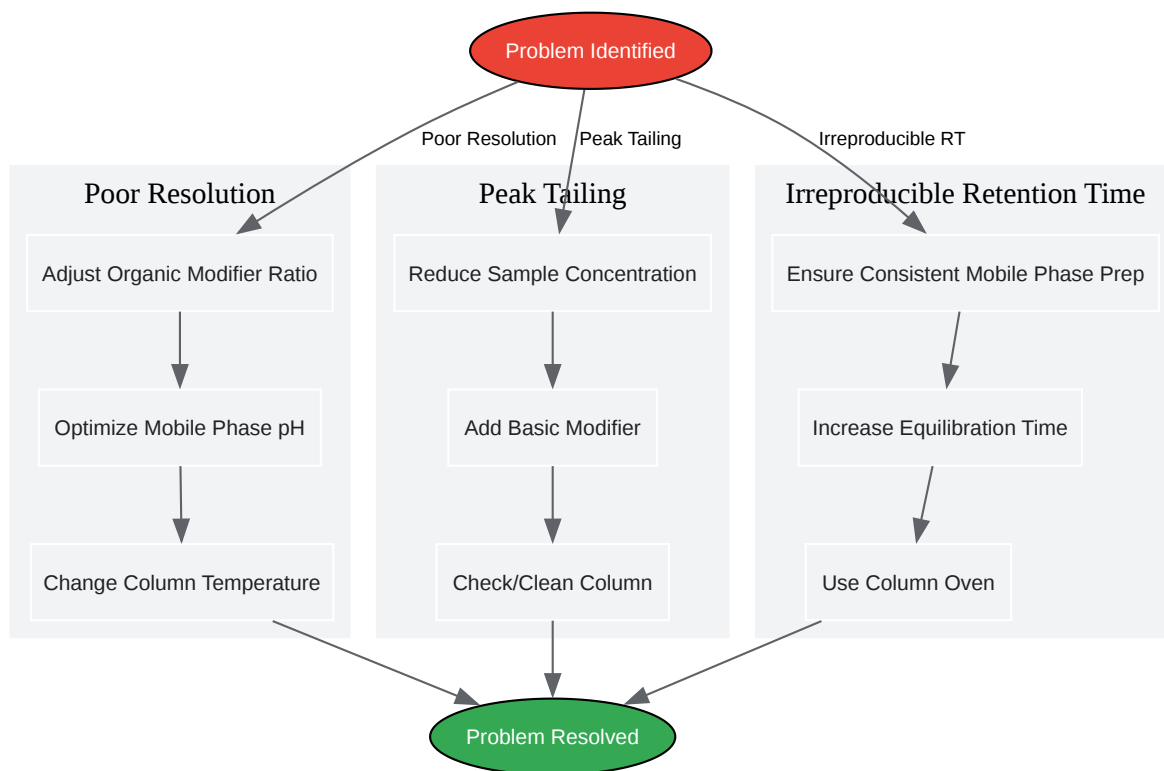 Problem Identified
Poor Resolution
Peak Tailing
Irreproducible RT
Poor Resolution
Peak Tailing
Irreproducible Retention Time
Adjust Organic Modifier Ratio
Reduce Sample Concentration
Ensure Consistent Mobile Phase Prep
Optimize Mobile Phase pH
Add Basic Modifier
Increase Equilibration Time
Change Column Temperature
Check/Clean Column
Use Column Oven
Problem Resolved